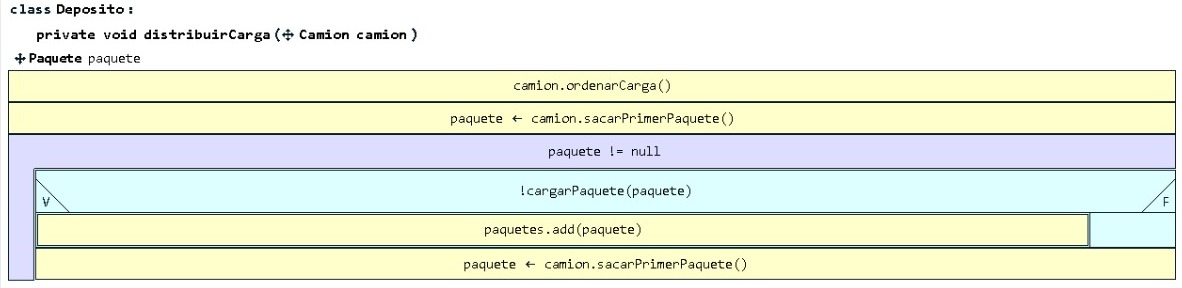 class Deposito:
private void distribuirCarga(✢ Camion camion)
✢ Paquete paquete
camion.ordenarCarga()
paquete ← camion.sacarPrimerPaquete()
paquete != null
!cargarPaquete(paquete)
V F
paquetes.add(paquete)
paquete ← camion.sacarPrimerPaquete()